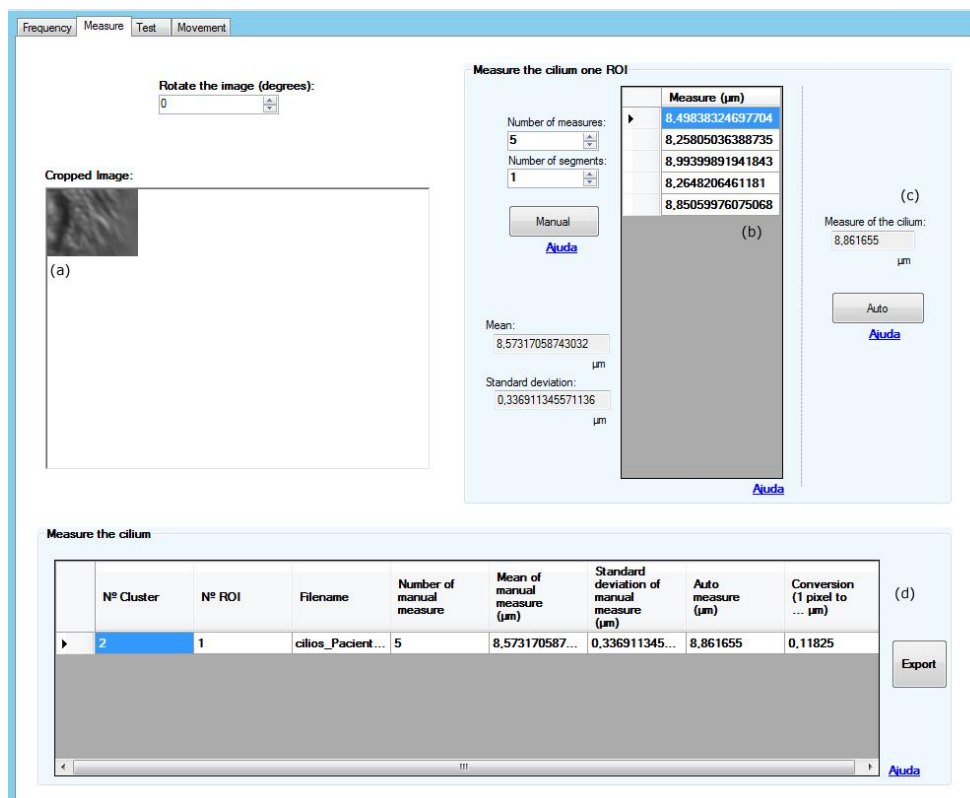 Frequency Measure Test Movement
Rotate the image (degrees):
0
Cropped Image:
(a)
Measure the cilium one ROI
Number of measures:
5
Number of segments:
1
Manual
Ajuda
Mean:
8,57317058743032
µm
Standard deviation:
0,336911345571136
µm
Measure (µm)
8,49838324697704
8,25805036388735
8,99399891941843
8,2648206461181
8,85059976075068
(b)
Ajuda
(c)
Measure of the cilium:
8,861655
µm
Auto
Ajuda
Measure the cilium
Nº Cluster
Nº ROI
Filename
Number of
manual
measure
Mean of
manual
measure
(µm)
Standard
deviation of
manual
measure
(µm)
Auto
measure
(µm)
Conversion
(1 pixel to
... µm)
2 1 cilios_Pacient... 5 8,573170587... 0,336911345... 8,861655 0,11825
(d)
Export
Ajuda